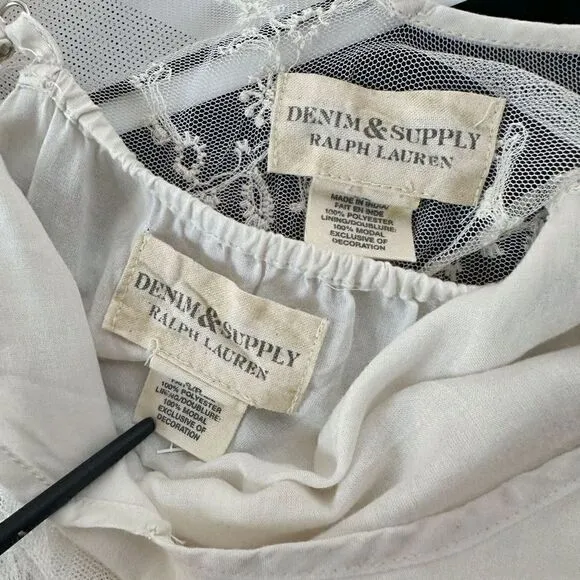 DENIM & SUPPLY
RALPH LAUREN
MADE IN INDIA/
FAIT EN INDE
100% POLYESTER
LINING/DOUBLURE:
100% MODAL
EXCLUSIVE OF
DECORATION
DENIM & SUPPLY
RALPH LAUREN
100% POLYESTER
LINING/DOUBLURE:
100% MODAL
EXCLUSIVE OF
DECORATION